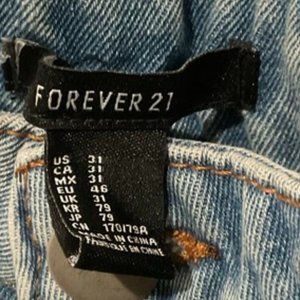 FOREVER 21
US 31
CA 31
MX 31
EU 46
UK 31
KR 79
JP 79
CN 170/79A
MADE IN CHINA
FABRIQUÉ EN CHINE